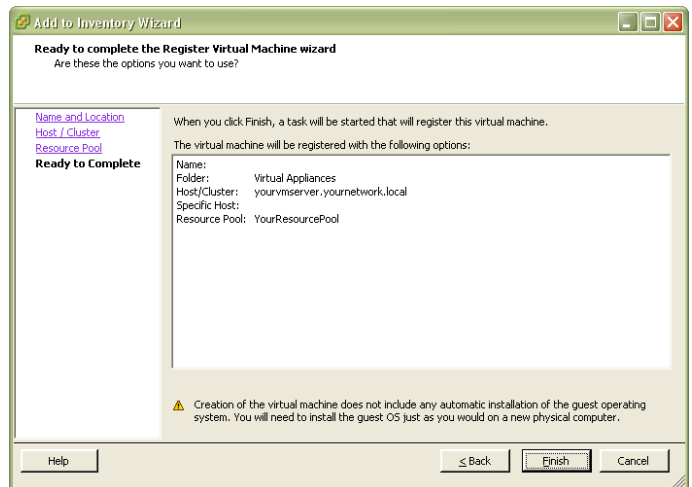 Add to Inventory Wizard
Ready to complete the Register Virtual Machine wizard
Are these the options you want to use?
Name and Location
Host / Cluster
Resource Pool
Ready to Complete
When you click Finish, a task will be started that will register this virtual machine.
The virtual machine will be registered with the following options:
Name:
Folder: Virtual Appliances
Host/Cluster: yourvmserver.yournetwork.local
Specific Host:
Resource Pool: YourResourcePool
Creation of the virtual machine does not include any automatic installation of the guest operating
system. You will need to install the guest OS just as you would on a new physical computer.
Help
< Back
Finish
Cancel